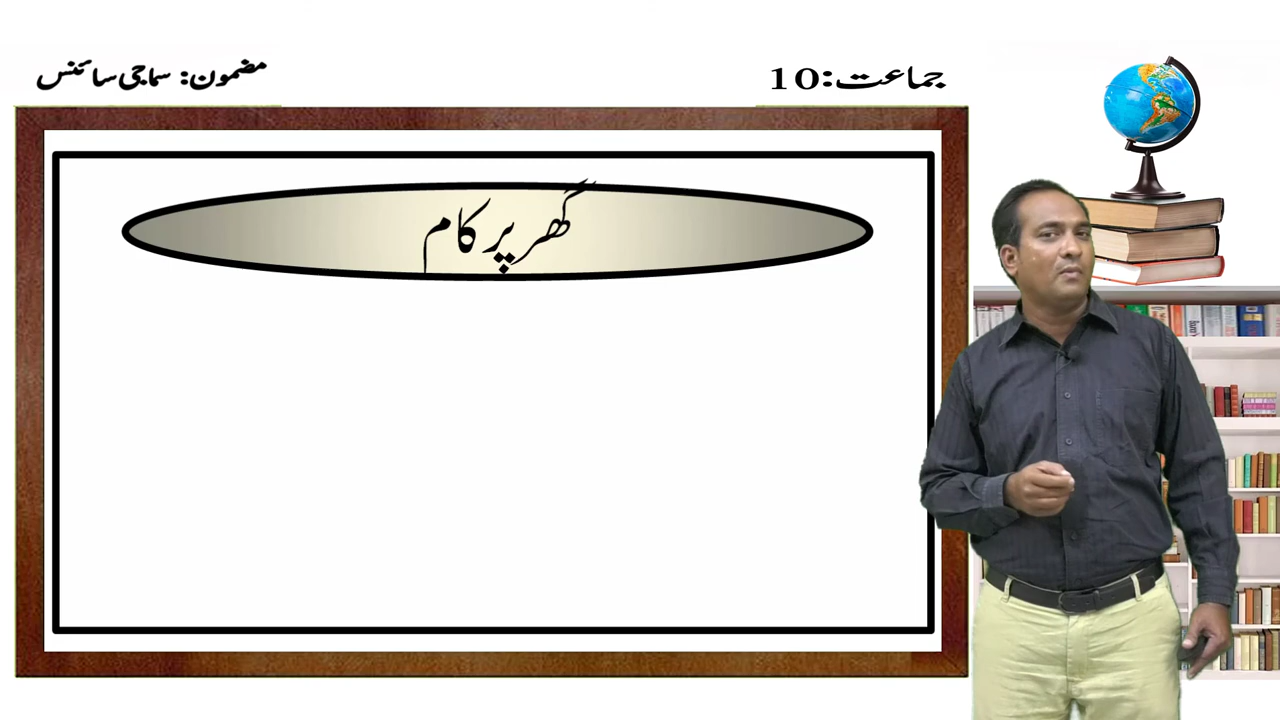 جماعت: 10
مضمون: سماجی سائنس
گھر پر کام